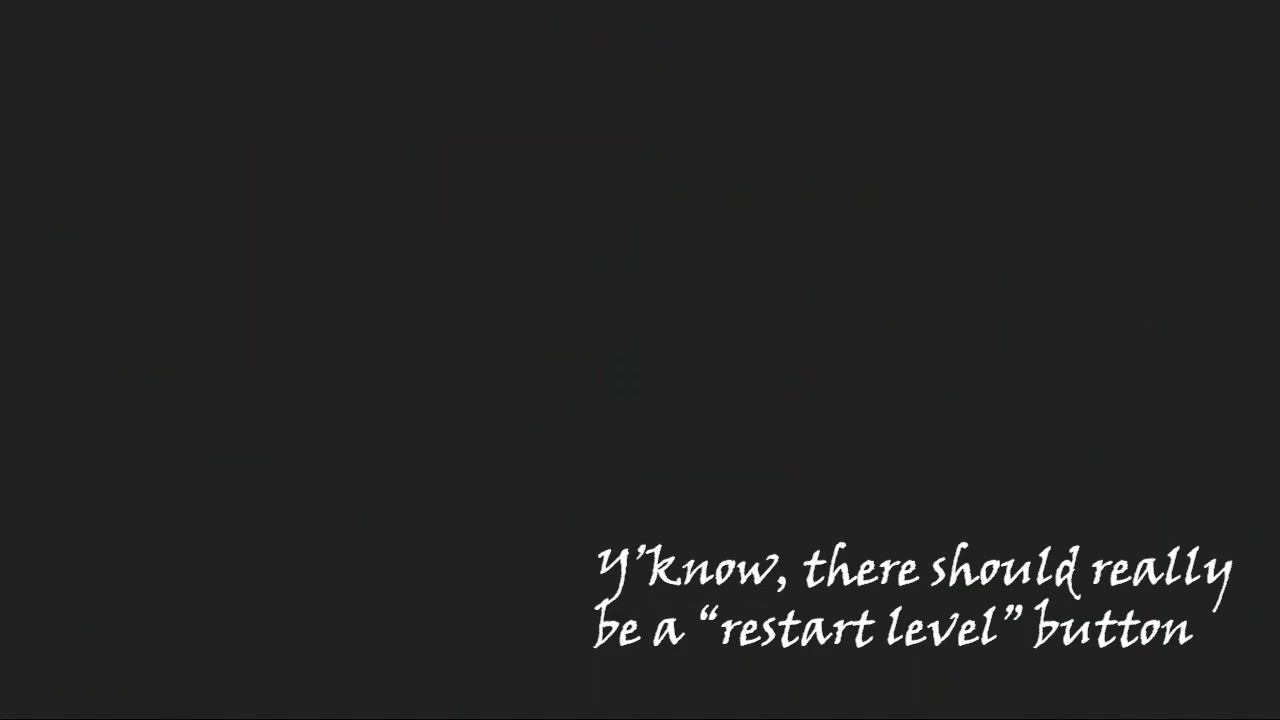 Y’know, there should really
be a “restart level” button